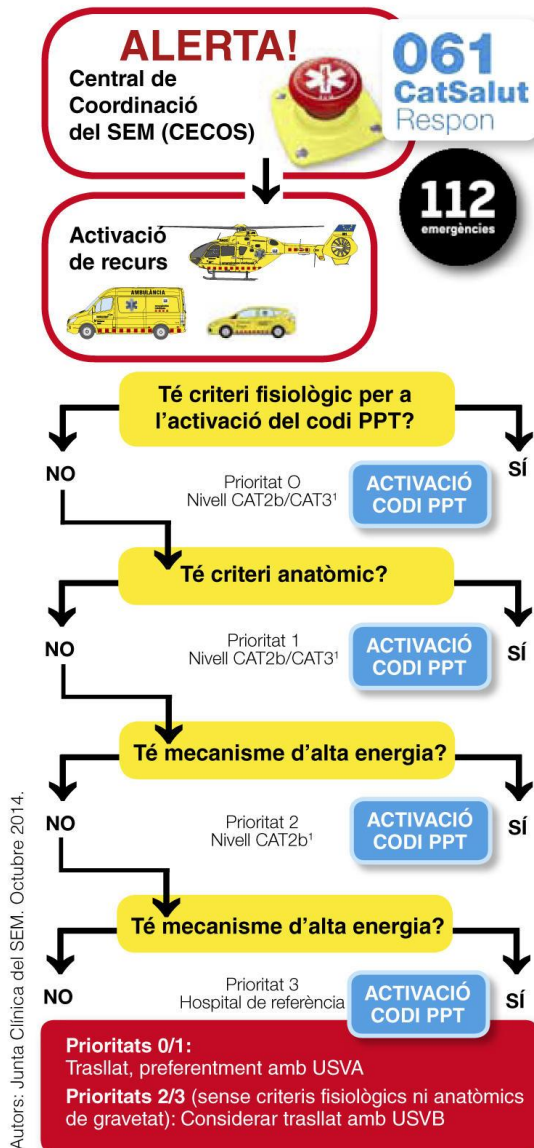 ALERTA!
Central de
Coordinació
del SEM (CECOS)
061
CatSalut
Respon
112
emergències
Activació
de recurs
AMBULÀNCIA
Té criteri fisiològic per a
l'activació del codi PPT?
NO
Prioritat O
Nivell CAT2b/CAT3¹
ACTIVACIÓ
CODI PPT
SÍ
Té criteri anatòmic?
NO
Prioritat 1
Nivell CAT2b/CAT3¹
ACTIVACIÓ
CODI PPT
SÍ
Té mecanisme d'alta energia?
NO
Prioritat 2
Nivell CAT2b¹
ACTIVACIÓ
CODI PPT
SÍ
Té mecanisme d'alta energia?
NO
Prioritat 3
Hospital de referència
ACTIVACIÓ
CODI PPT
SÍ
Prioritats 0/1:
Trasllat, preferentment amb USVA
Prioritats 2/3 (sense criteris fisiològics ni anatòmics
de gravetat): Considerar trasllat amb USVB
Autors: Junta Clínica del SEM. Octubre 2014.